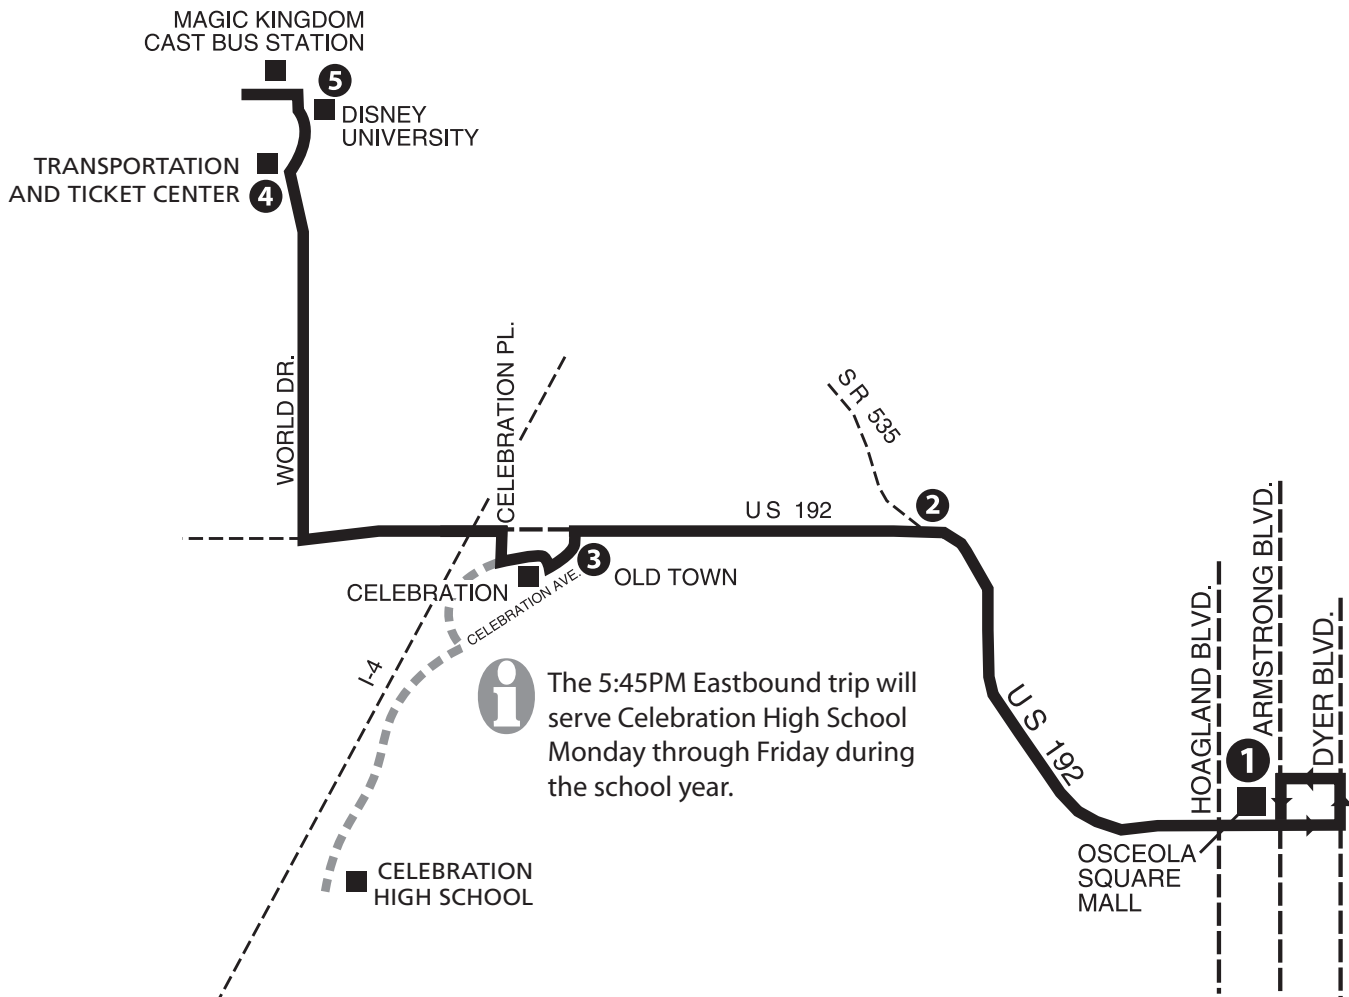 MAGIC KINGDOM
CAST BUS STATION
5
DISNEY
UNIVERSITY
TRANSPORTATION
AND TICKET CENTER
4
WORLD DR.
CELEBRATION PL.
SR 535
2
US 192
3
OLD TOWN
CELEBRATION
CELEBRATION AVE.
I-4
i
The 5:45PM Eastbound trip will
serve Celebration High School
Monday through Friday during
the school year.
US 192
HOAGLAND BLVD.
ARMSTRONG BLVD.
DYER BLVD.
1
OSCEOLA
SQUARE
MALL
CELEBRATION
HIGH SCHOOL